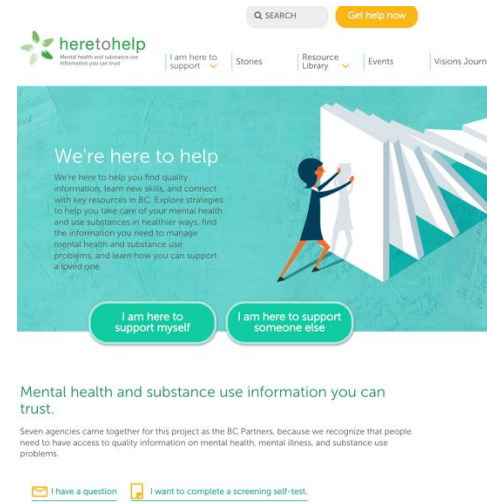 SEARCH
Get help now
heretohelp
Mental health and substance use
information you can trust
I am here to
support
Stories
Resource
Library
Events
Visions Journ
We're here to help
We're here to help you find quality
information, learn new skills, and connect
with key resources in BC. Explore strategies
to help you take care of your mental health
and use substances in healthier ways, find
the information you need to manage
mental health and substance use
problems, and learn how you can support
a loved one.
I am here to
support myself
I am here to support
someone else
Mental health and substance use information you can
trust.
Seven agencies came together for this project as the BC Partners, because we recognize that people
need to have access to quality information on mental health, mental illness, and substance use
problems.
I have a question
I want to complete a screening self-test.